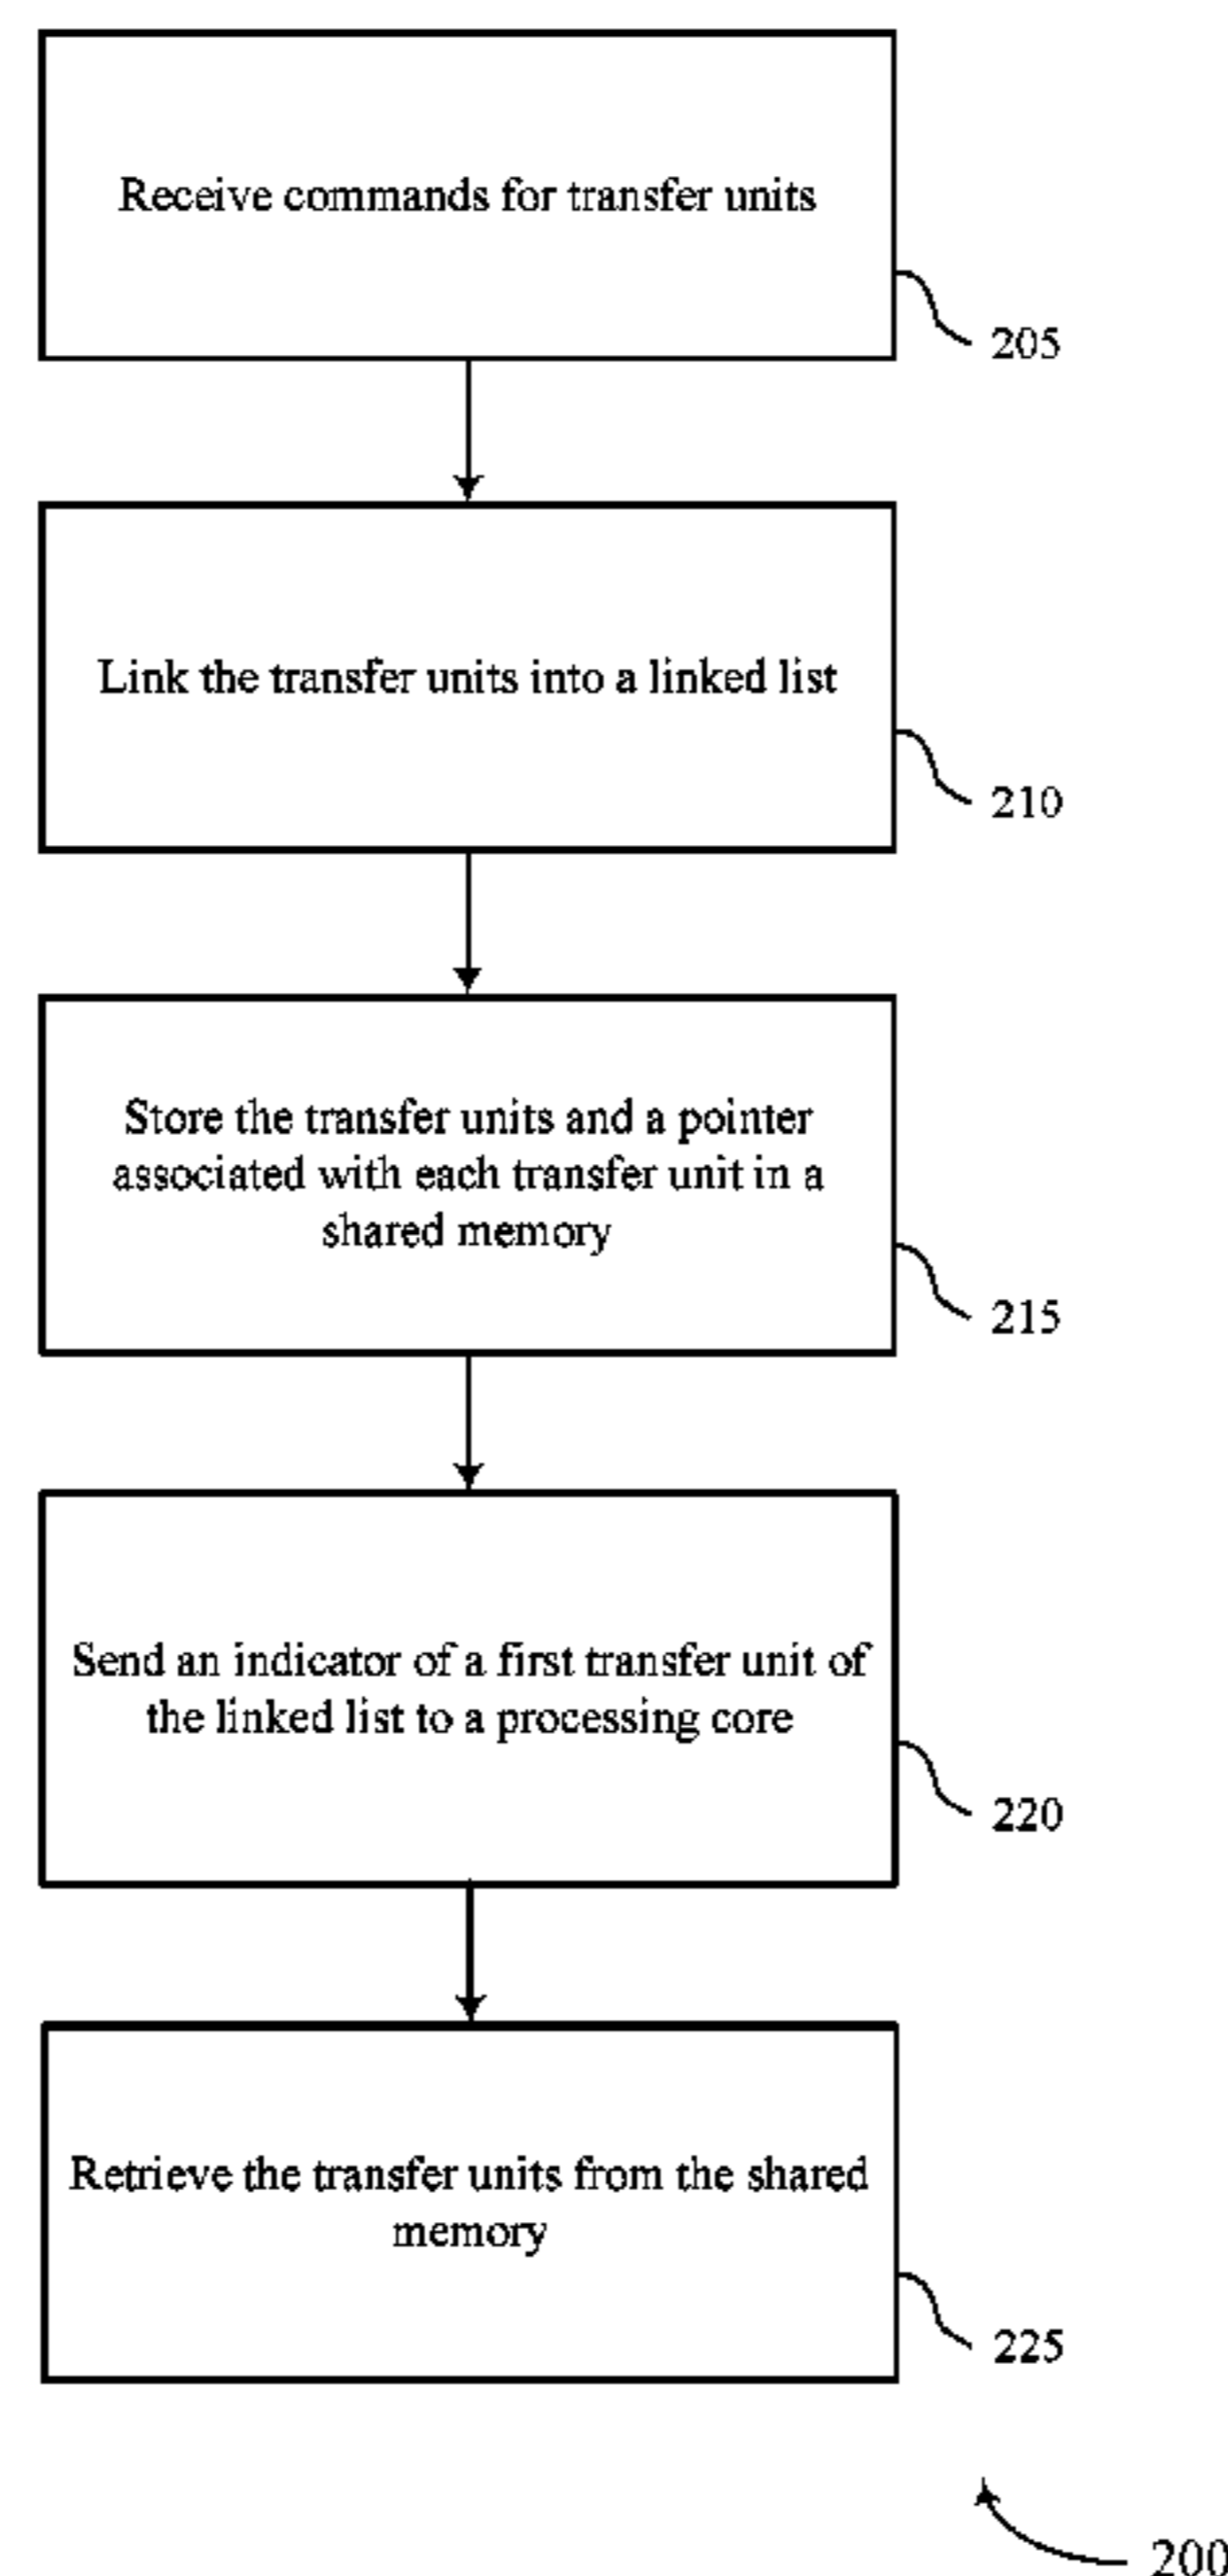 Receive commands for transfer units
205
Link the transfer units into a linked list
210
Store the transfer units and a pointer
associated with each transfer unit in a
shared memory
215
Send an indicator of a first transfer unit of
the linked list to a processing core
220
Retrieve the transfer units from the shared
memory
225
200